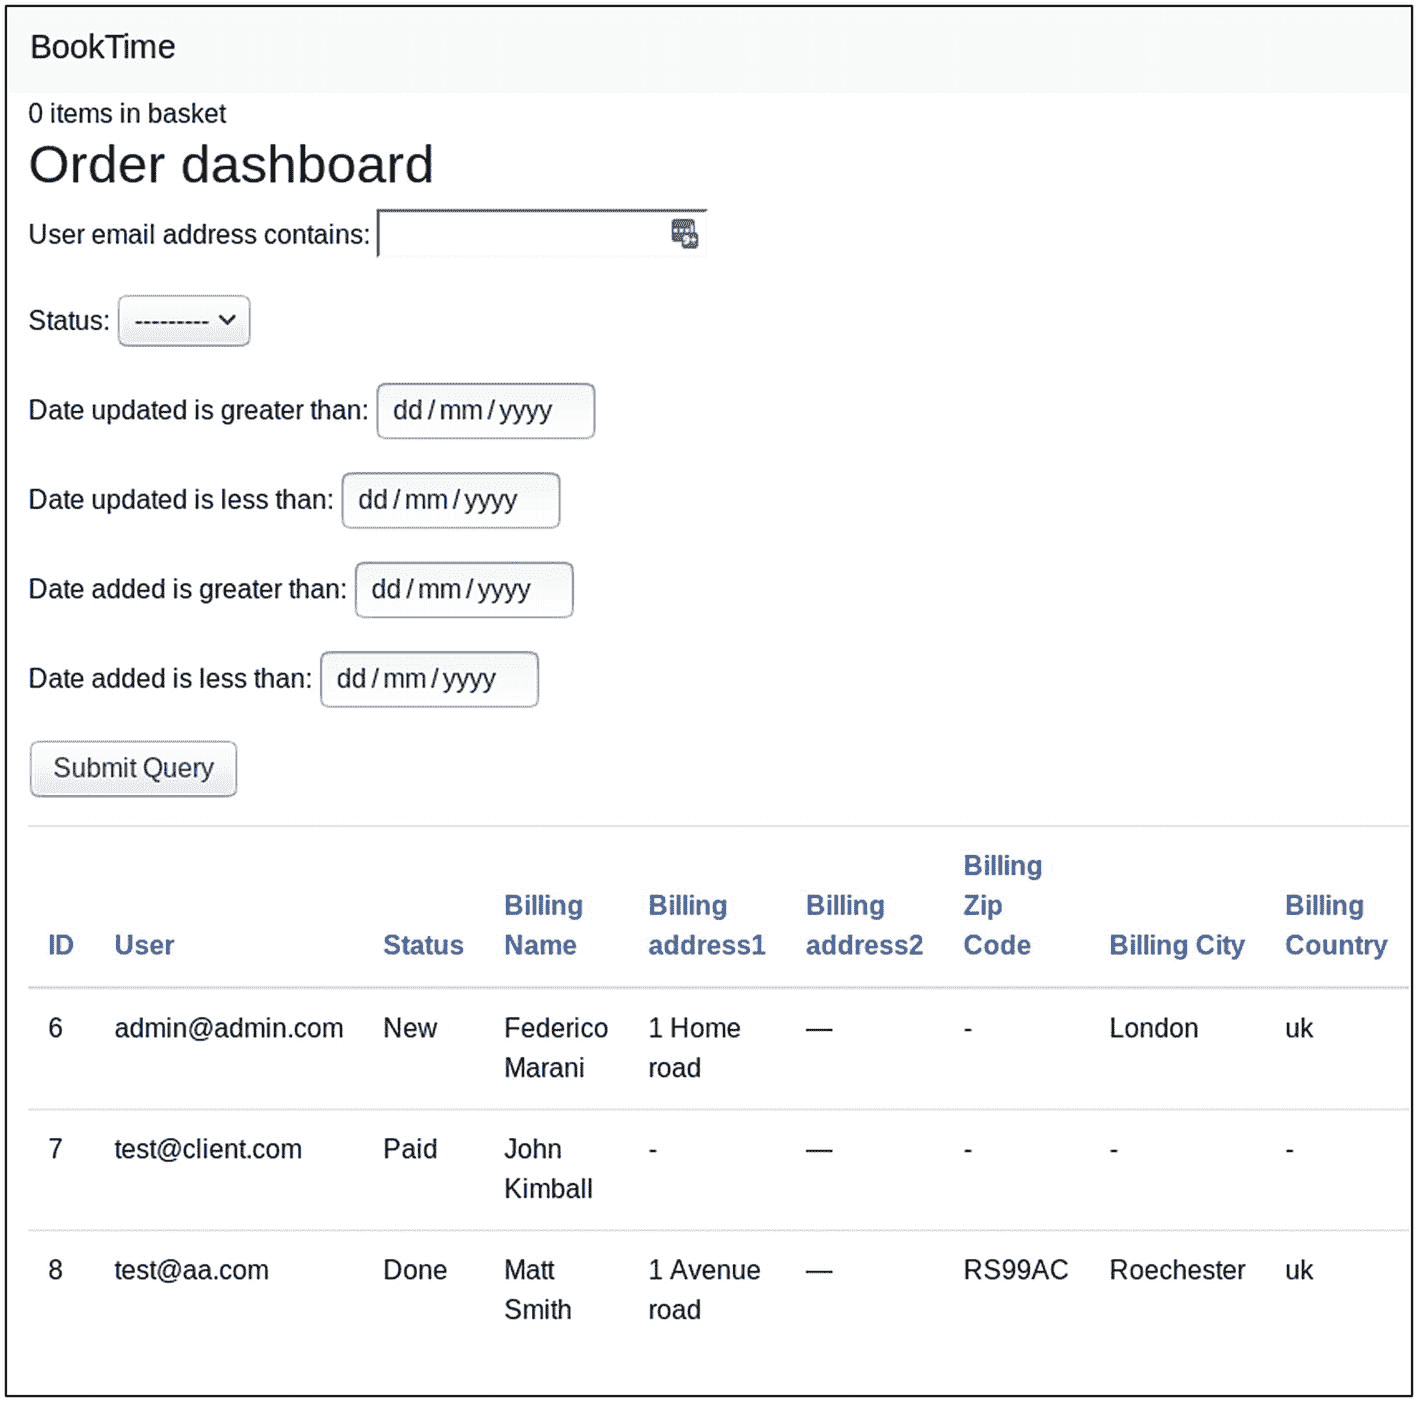 BookTime
0 items in basket
Order dashboard
User email address contains:
Status: ---------
Date updated is greater than: dd/mm/yyyy
Date updated is less than: dd/mm/yyyy
Date added is greater than: dd/mm/yyyy
Date added is less than: dd/mm/yyyy
Submit Query
ID User Status Billing Name Billing address1 Billing address2 Billing Zip Code Billing City Billing Country
6 admin@admin.com New Federico Marani 1 Home road — - London uk
7 test@client.com Paid John Kimball - — - - -
8 test@aa.com Done Matt Smith 1 Avenue road — RS99AC Roechester uk